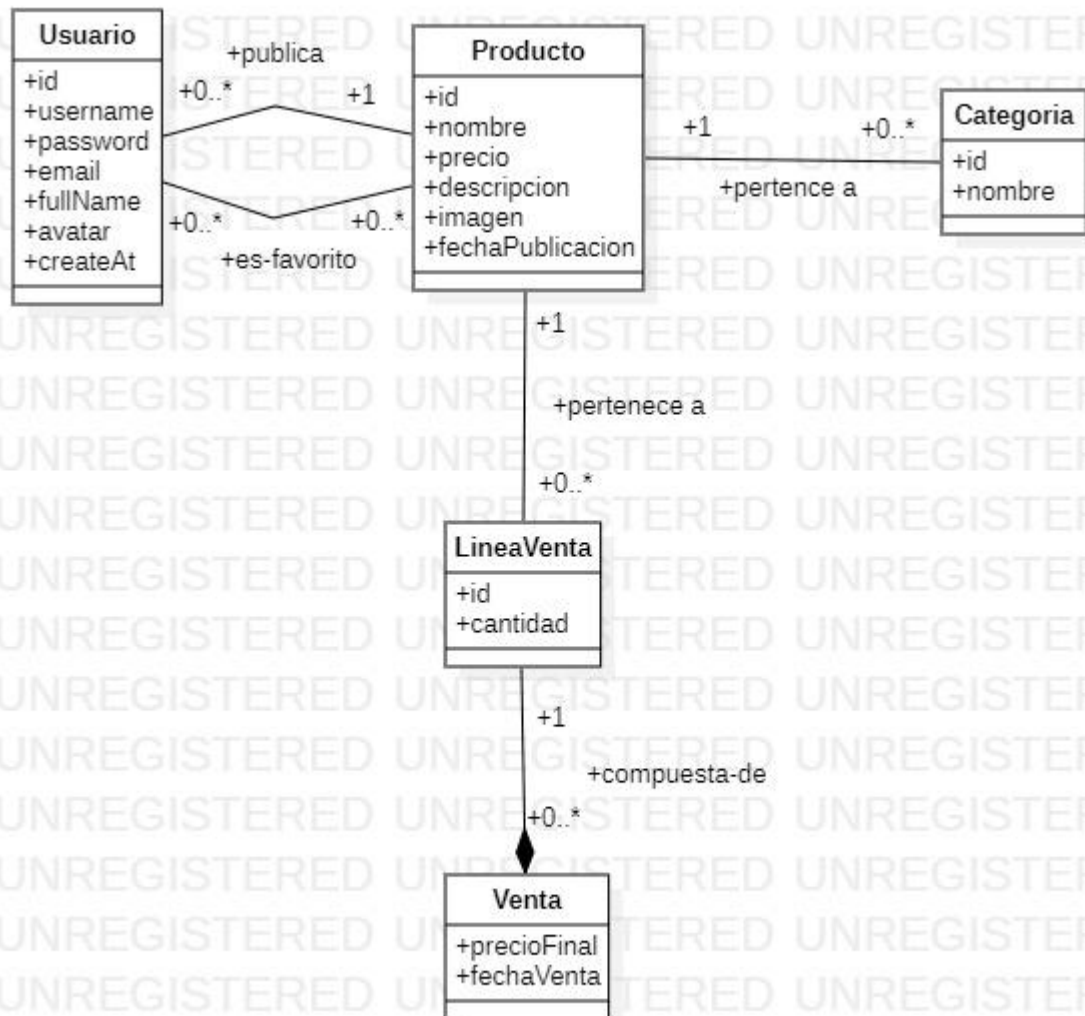 Usuario
+id
+username
+password
+email
+fullName
+avatar
+createAt
+publica
+0..*
+1
+0..*
+0..*
+es-favorito
Producto
+id
+nombre
+precio
+descripcion
+imagen
+fechaPublicacion
+1
+0..*
+pertence a
Categoria
+id
+nombre
+1
+pertenece a
+0..*
LineaVenta
+id
+cantidad
+1
+compuesta-de
+0..*
Venta
+precioFinal
+fechaVenta
UNREGISTERED UNREGISTERED UNREGISTERED